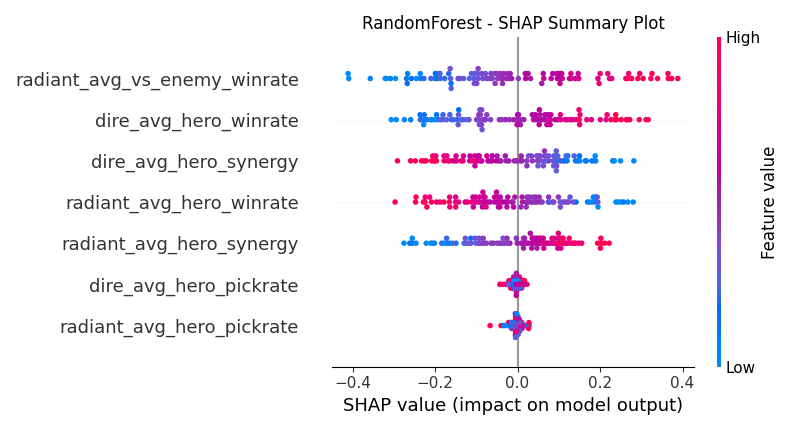 RandomForest - SHAP Summary Plot
High
radiant_avg_vs_enemy_winrate
dire_avg_hero_winrate
dire_avg_hero_synergy
radiant_avg_hero_winrate
radiant_avg_hero_synergy
dire_avg_hero_pickrate
radiant_avg_hero_pickrate
Feature value
Low
−0.4 −0.2 0.0 0.2 0.4
SHAP value (impact on model output)